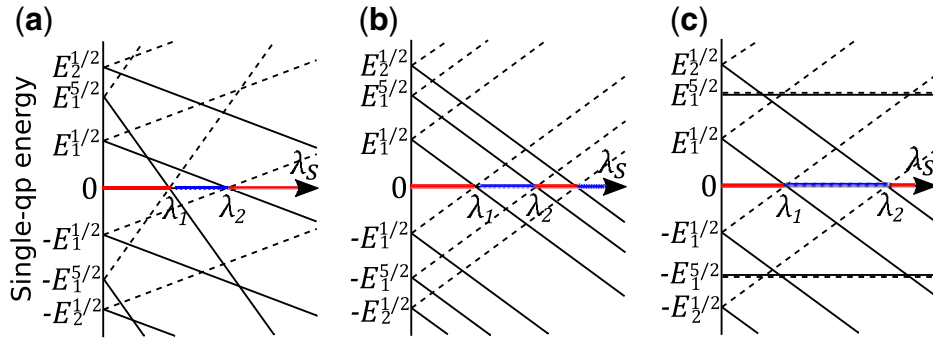 (a) (b) (c)
Single-qp energy
E₂^{1/2} E₂^{1/2} E₂^{1/2}
E₁^{5/2} E₁^{5/2} E₁^{5/2}
E₁^{1/2} E₁^{1/2} E₁^{1/2}
λ_S λ_S λ_S
0 0 0
λ₁ λ₂ λ₁ λ₂ λ₁ λ₂
-E₁^{1/2} -E₁^{1/2} -E₁^{1/2}
-E₁^{5/2} -E₁^{5/2} -E₁^{5/2}
-E₂^{1/2} -E₂^{1/2} -E₂^{1/2}